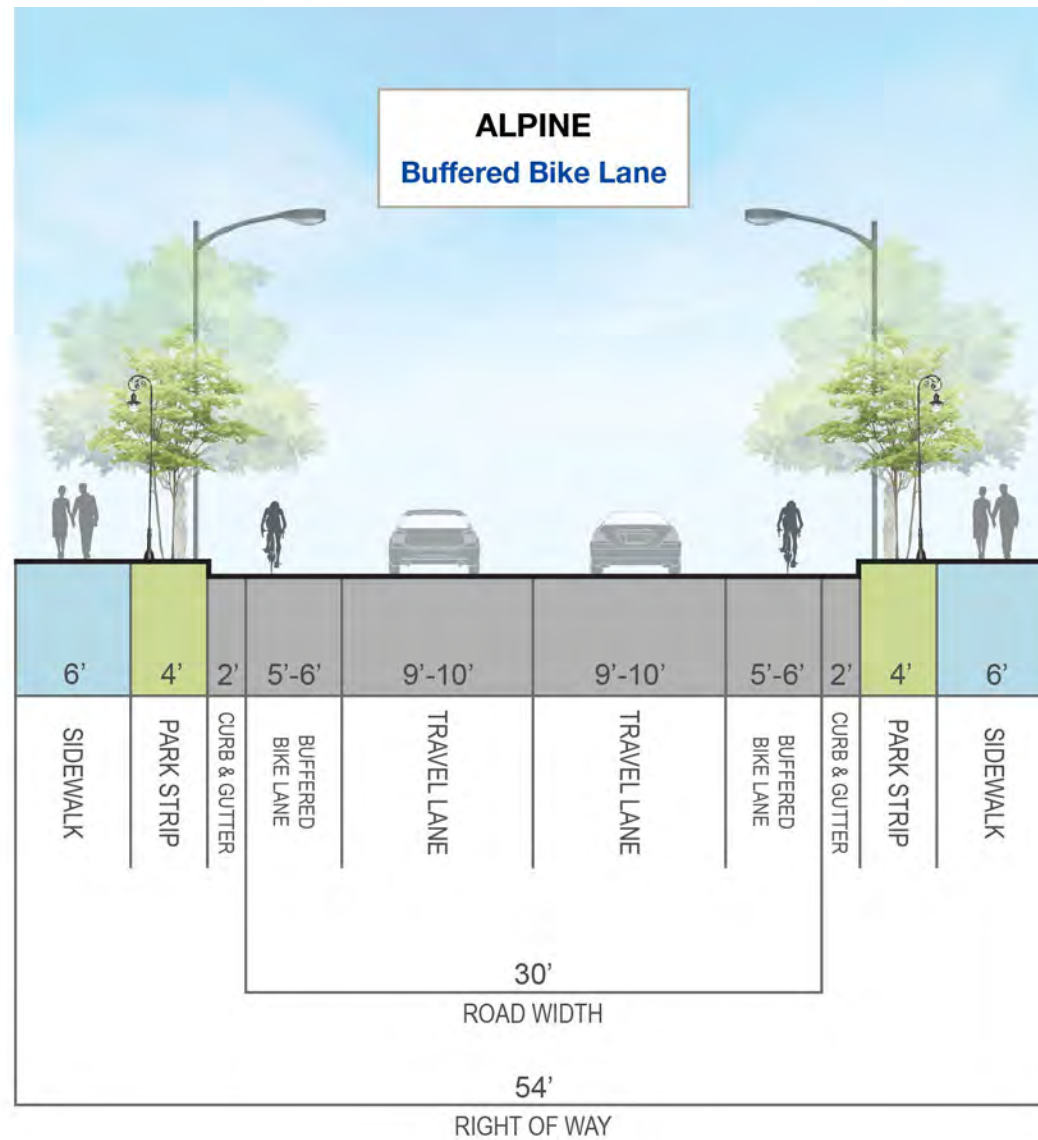 ALPINE
Buffered Bike Lane
6’
4’
2’
5’-6’
9’-10’
9’-10’
5’-6’
2’
4’
6’
SIDEWALK
PARK STRIP
CURB & GUTTER
BUFFERED
BIKE LANE
TRAVEL LANE
TRAVEL LANE
BUFFERED
BIKE LANE
CURB & GUTTER
PARK STRIP
SIDEWALK
30’
ROAD WIDTH
54’
RIGHT OF WAY